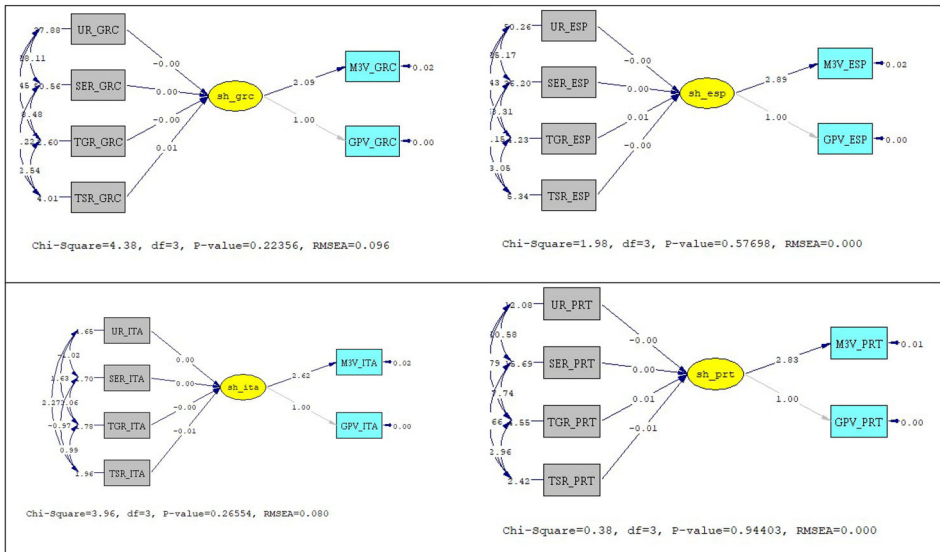 UR_GRC
SER_GRC
TGR_GRC
TSR_GRC
4.01
2.54
-0.00
0.00
-0.00
0.01
sh_grc
2.09
1.00
M3V_GRC
0.02
GPV_GRC
0.00
Chi-Square=4.38, df=3, P-value=0.22356, RMSEA=0.096
UR_ESP
SER_ESP
TGR_ESP
TSR_ESP
3.05
-0.00
0.00
0.01
-0.00
sh_esp
2.89
1.00
M3V_ESP
0.02
GPV_ESP
0.00
Chi-Square=1.98, df=3, P-value=0.57698, RMSEA=0.000
UR_ITA
SER_ITA
TGR_ITA
TSR_ITA
-1.02
0.99
0.00
0.00
-0.00
-0.01
sh_ita
2.62
1.00
M3V_ITA
0.02
GPV_ITA
0.00
Chi-Square=3.96, df=3, P-value=0.26554, RMSEA=0.080
UR_PRT
SER_PRT
TGR_PRT
TSR_PRT
2.42
2.96
-0.00
0.00
0.01
-0.01
sh_prt
2.83
1.00
M3V_PRT
0.01
GPV_PRT
0.00
Chi-Square=0.38, df=3, P-value=0.94403, RMSEA=0.000